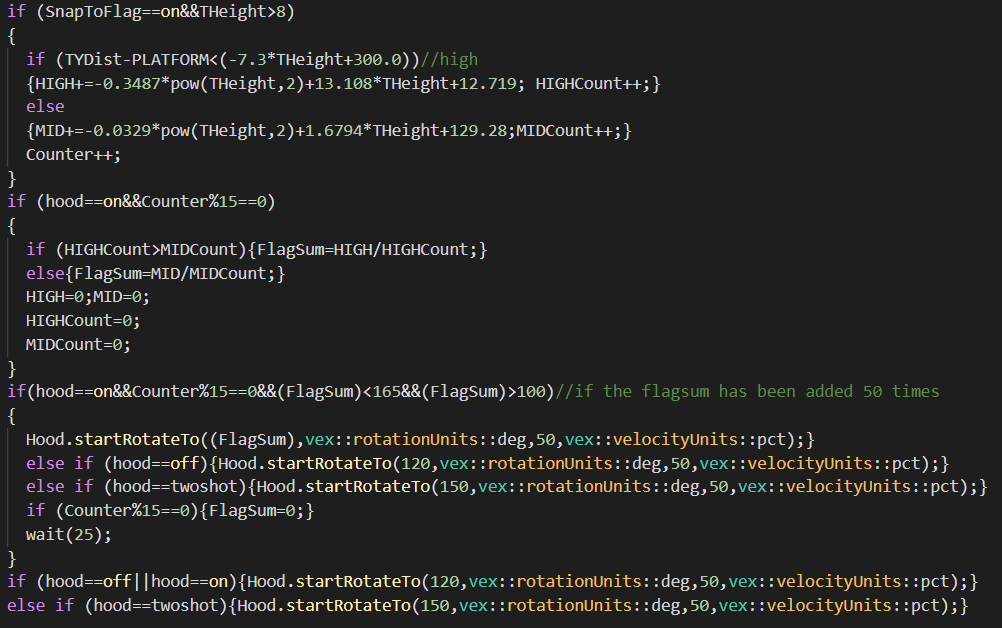 if (SnapToFlag==on&&THeight>8)
{
if (TYDist-PLATFORM<(-7.3*THeight+300.0))//high
{HIGH+=-0.3487*pow(THeight,2)+13.108*THeight+12.719; HIGHCount++;}
else
{MID+=-0.0329*pow(THeight,2)+1.6794*THeight+129.28;MIDCount++;}
Counter++;
}
if (hood==on&&Counter%15==0)
{
if (HIGHCount>MIDCount){FlagSum=HIGH/HIGHCount;}
else{FlagSum=MID/MIDCount;}
HIGH=0;MID=0;
HIGHCount=0;
MIDCount=0;
}
if(hood==on&&Counter%15==0&&(FlagSum)<165&&(FlagSum)>100)//if the flagsum has been added 50 times
{
Hood.startRotateTo((FlagSum),vex::rotationUnits::deg,50,vex::velocityUnits::pct);}
else if (hood==off){Hood.startRotateTo(120,vex::rotationUnits::deg,50,vex::velocityUnits::pct);}
else if (hood==twoshot){Hood.startRotateTo(150,vex::rotationUnits::deg,50,vex::velocityUnits::pct);}
if (Counter%15==0){FlagSum=0;}
wait(25);
}
if (hood==off||hood==on){Hood.startRotateTo(120,vex::rotationUnits::deg,50,vex::velocityUnits::pct);}
else if (hood==twoshot){Hood.startRotateTo(150,vex::rotationUnits::deg,50,vex::velocityUnits::pct);}